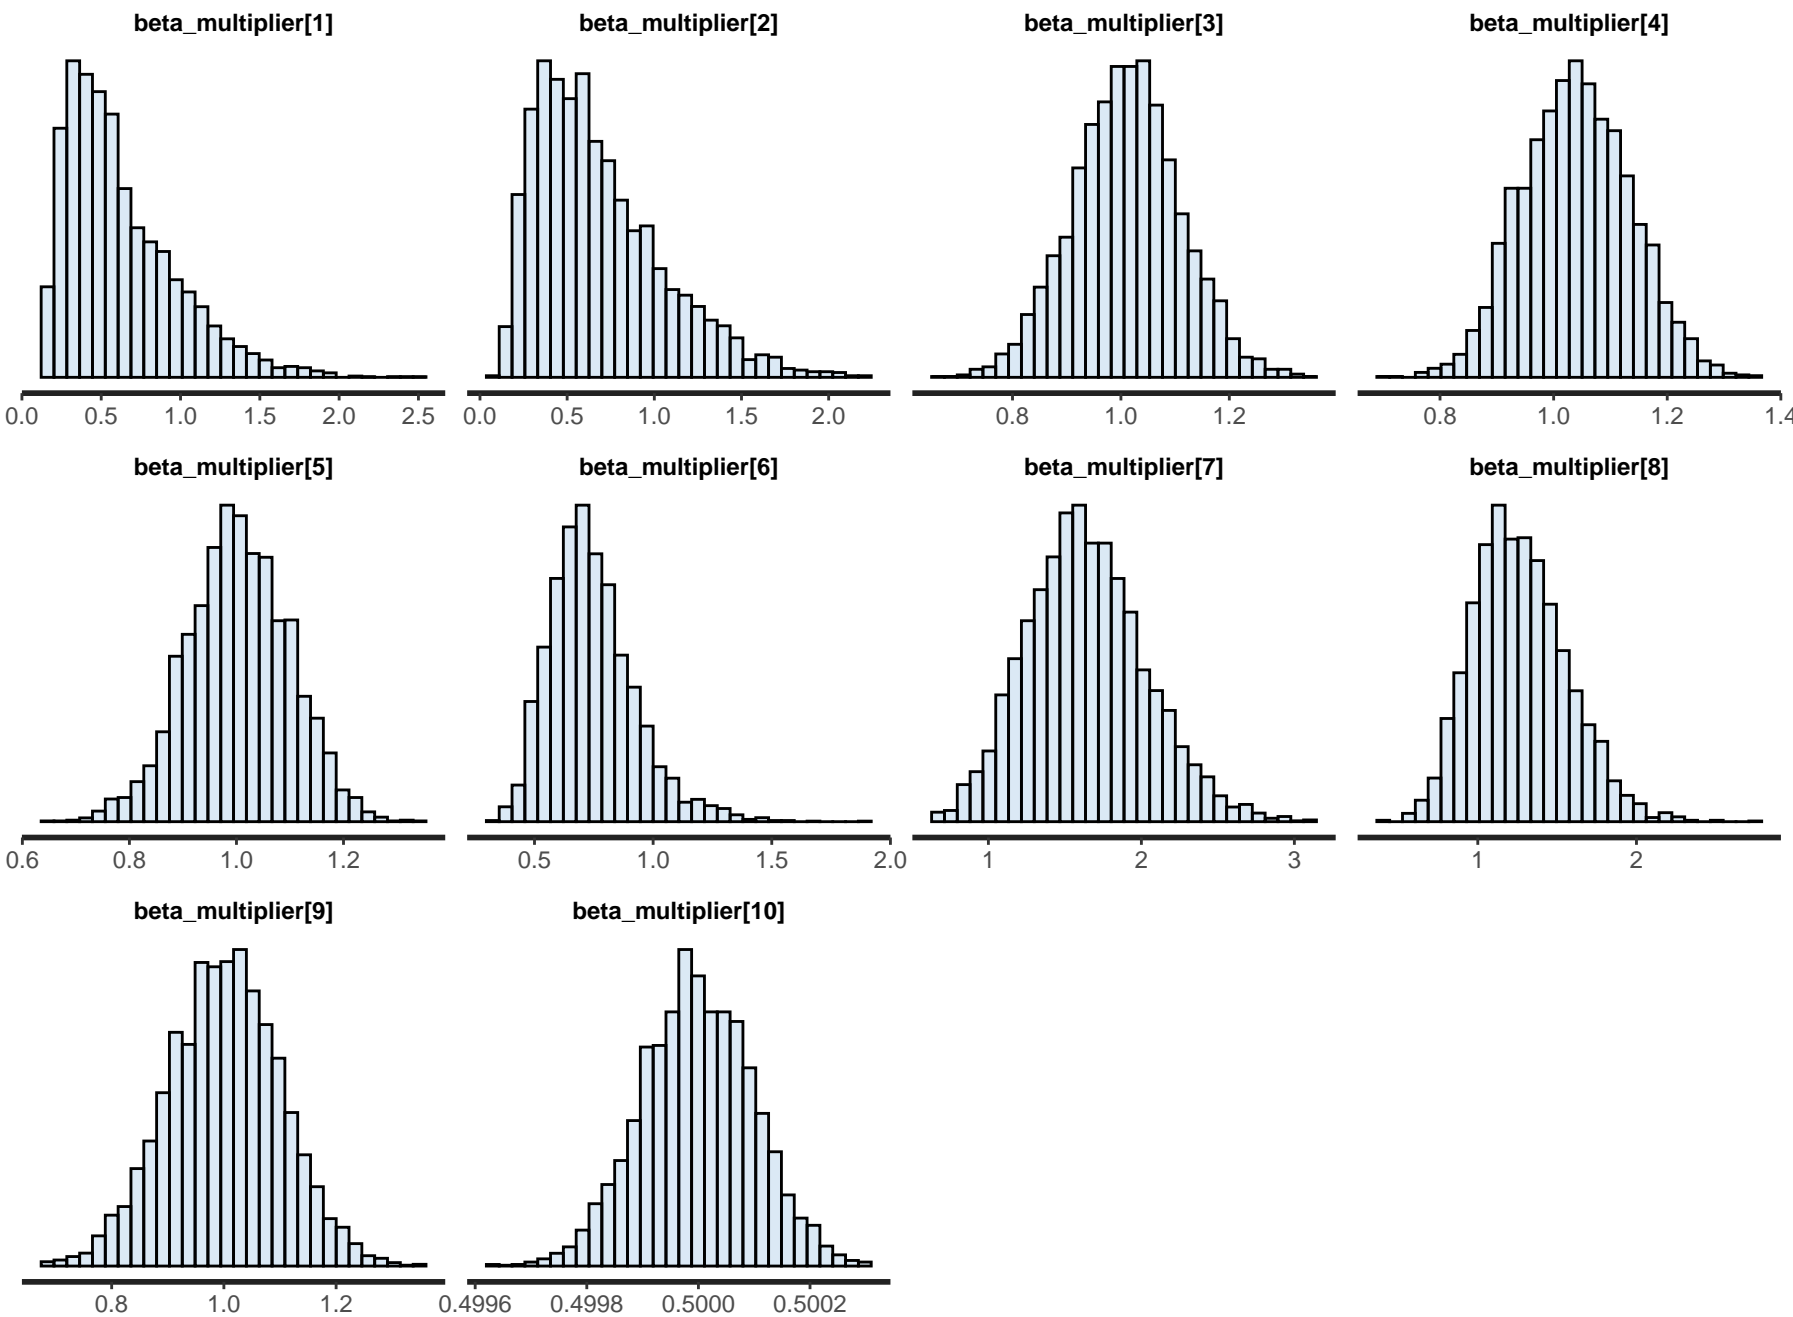 beta_multiplier[1] beta_multiplier[2] beta_multiplier[3] beta_multiplier[4]
0.0 0.5 1.0 1.5 2.0 2.5 0.0 0.5 1.0 1.5 2.0 0.8 1.0 1.2 0.8 1.0 1.2 1.4
beta_multiplier[5] beta_multiplier[6] beta_multiplier[7] beta_multiplier[8]
0.6 0.8 1.0 1.2 0.5 1.0 1.5 2.0 1 2 3 1 2
beta_multiplier[9] beta_multiplier[10]
0.8 1.0 1.2 0.4996 0.4998 0.5000 0.5002